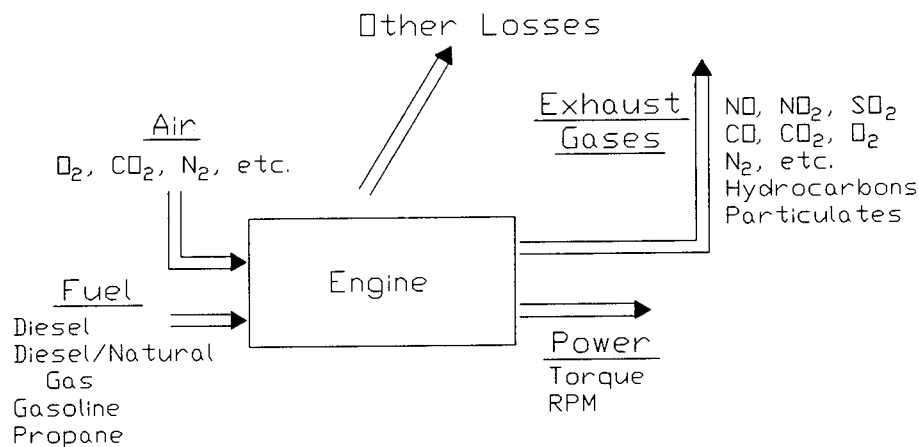 Other Losses
Air
O₂, CO₂, N₂, etc.
Exhaust
Gases
NO, NO₂, SO₂
CO, CO₂, O₂
N₂, etc.
Hydrocarbons
Particulates
Engine
Fuel
Diesel
Diesel/Natural
Gas
Gasoline
Propane
Power
Torque
RPM